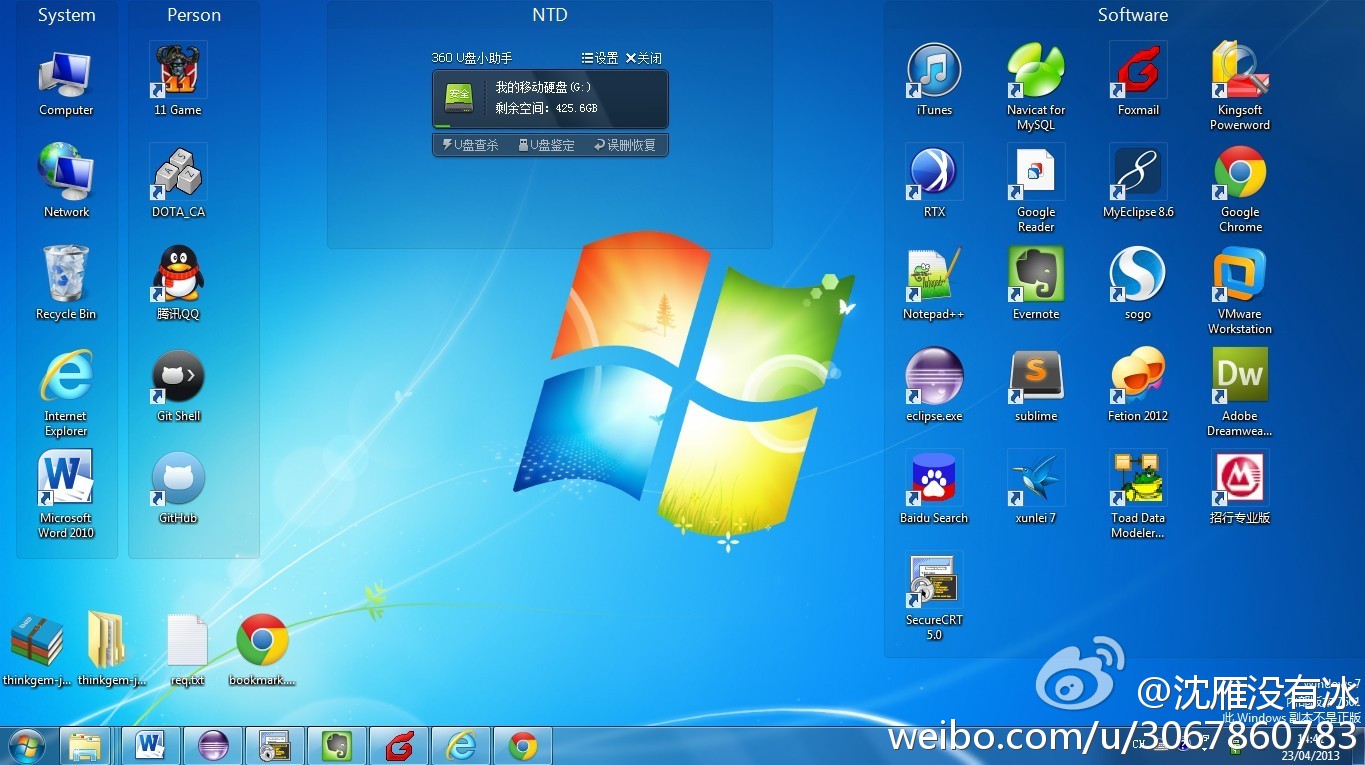 System
Person
NTD
Software
Computer
Network
Recycle Bin
Internet
Explorer
Microsoft
Word 2010
11 Game
DOTA_CA
腾讯QQ
Git Shell
GitHub
360 U盘小助手
设置
关闭
安全
我的移动硬盘(G:)
剩余空间: 425.6GB
U盘查杀
U盘鉴定
误删恢复
iTunes
Navicat for
MySQL
Foxmail
Kingsoft
Powerword
RTX
Google
Reader
MyEclipse 8.6
Google
Chrome
Notepad++
Evernote
sogo
VMware
Workstation
eclipse.exe
sublime
Fetion 2012
Dw
Adobe
Dreamwea...
Baidu Search
xunlei 7
Toad Data
Modeler...
招行专业版
SecureCRT
5.0
thinkgem-j...
thinkgem-j...
req.txt
bookmark....
@沈雁没有冰
Windows 7
此 Windows 副本不是正版
weibo.com/u/3067860783
23/04/2013